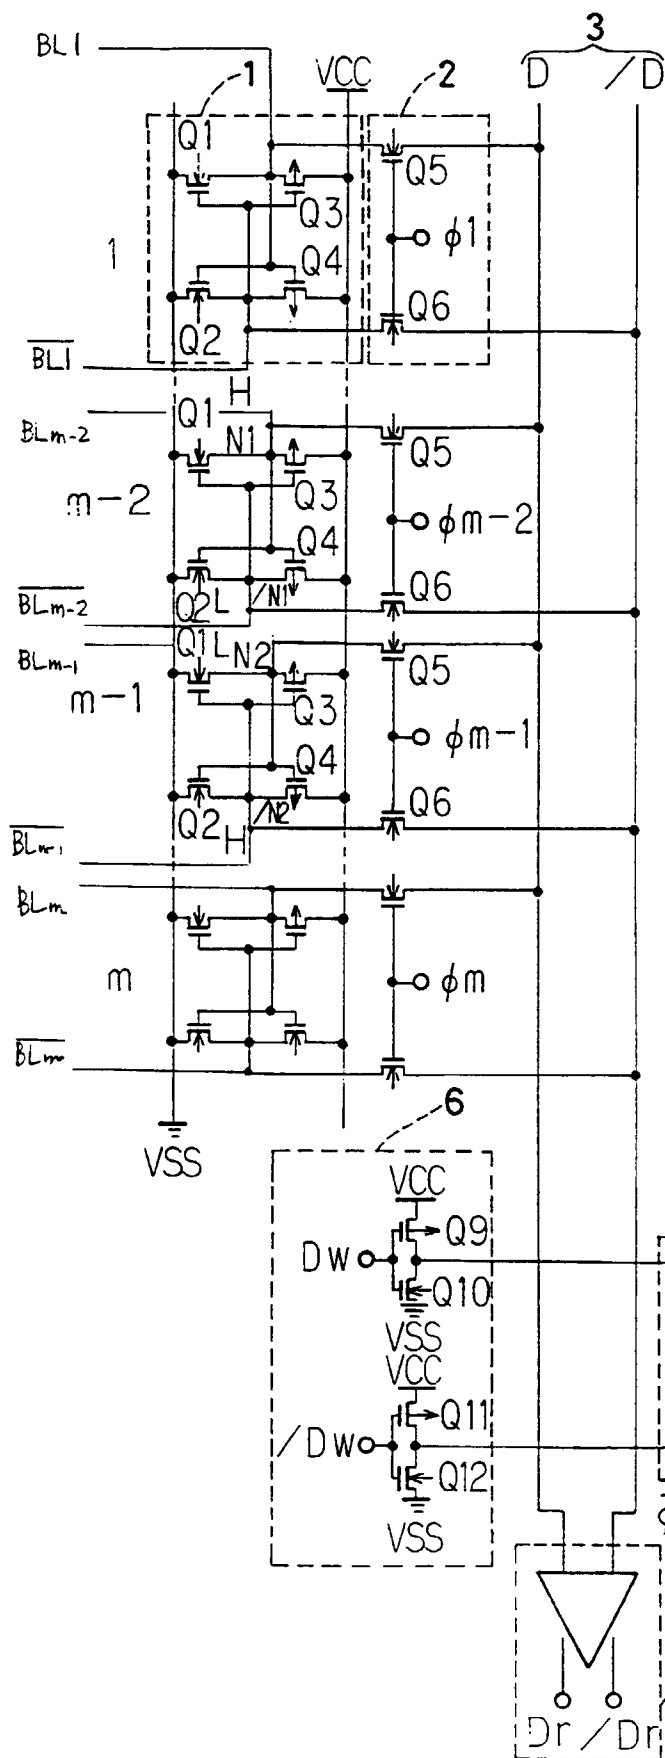 3
BL1
D /D
1 VCC 2
Q1
Q5
Q3
1
φ1
Q4
Q6
Q2
BL1
H
Q1
BLm-2
N1
Q5
Q3
m-2
φm-2
Q4
Q6
BLm-2
Q2 L /N1
Q1 L N2
BLm-1
Q5
m-1
Q3
φm-1
Q4
Q6
Q2 /N2
H
BLm-1
BLm
m
φm
BLm
6
VSS
VCC
Q9
Dw
Q10
VSS
VCC
Q11
/Dw
Q12
VSS
Dr /Dr